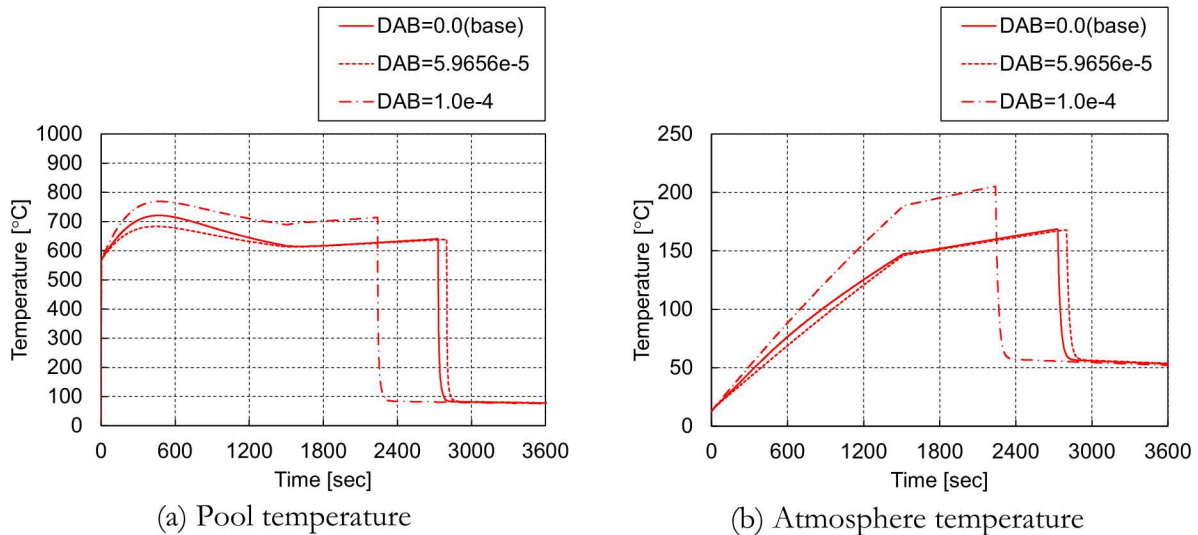 DAB=0.0(base)
DAB=5.9656e-5
DAB=1.0e-4
1000
900
800
700
600
500
400
300
200
100
0
Temperature [°C]
0 600 1200 1800 2400 3000 3600
Time [sec]
(a) Pool temperature
DAB=0.0(base)
DAB=5.9656e-5
DAB=1.0e-4
250
200
150
100
50
0
Temperature [°C]
0 600 1200 1800 2400 3000 3600
Time [sec]
(b) Atmosphere temperature